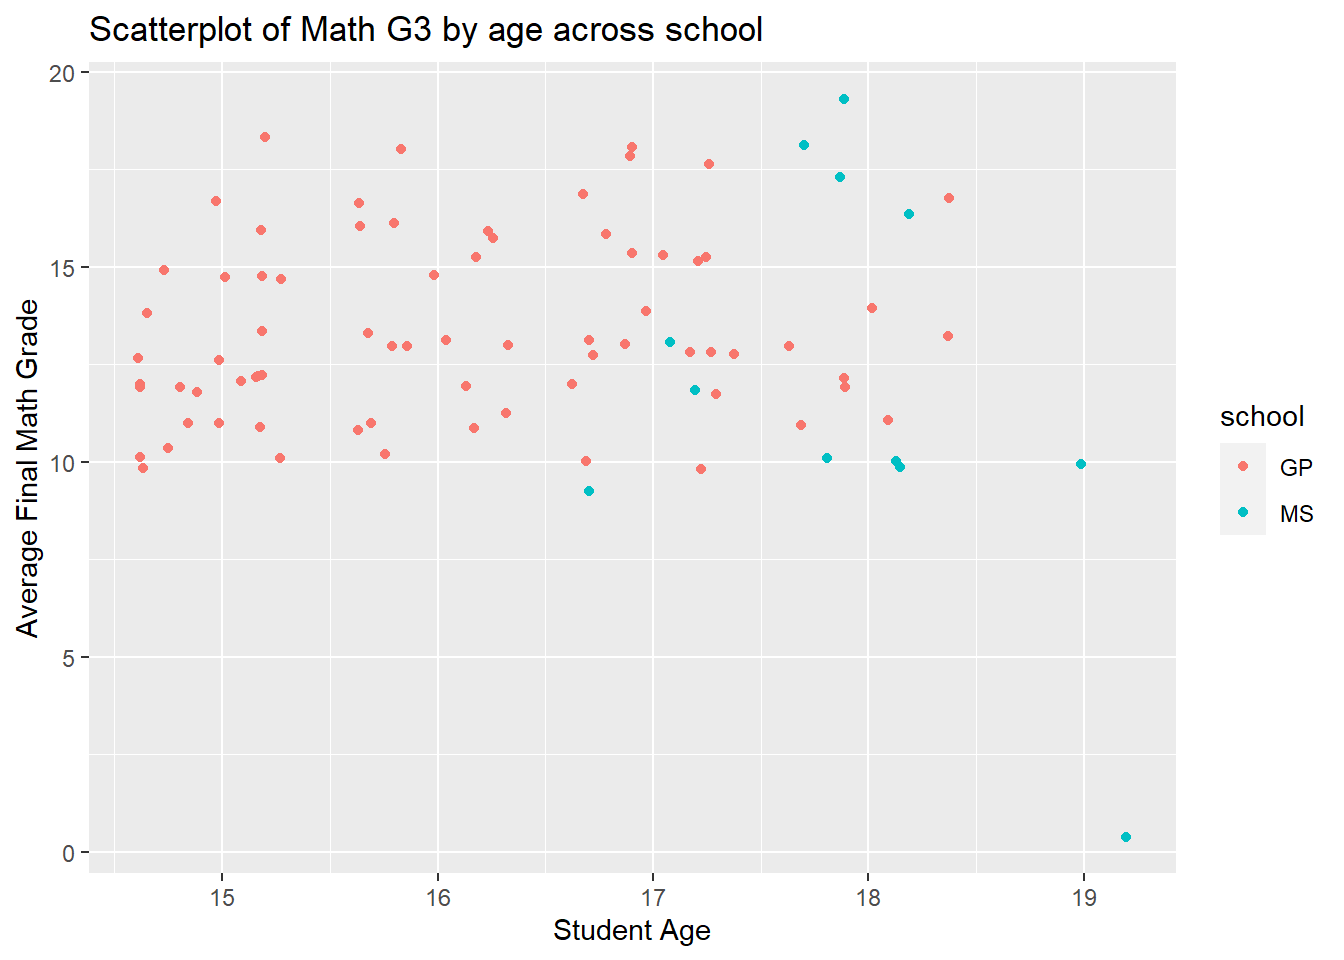 Scatterplot of Math G3 by age across school
20
15
10
5
0
Average Final Math Grade
15 16 17 18 19
Student Age
school
GP
MS